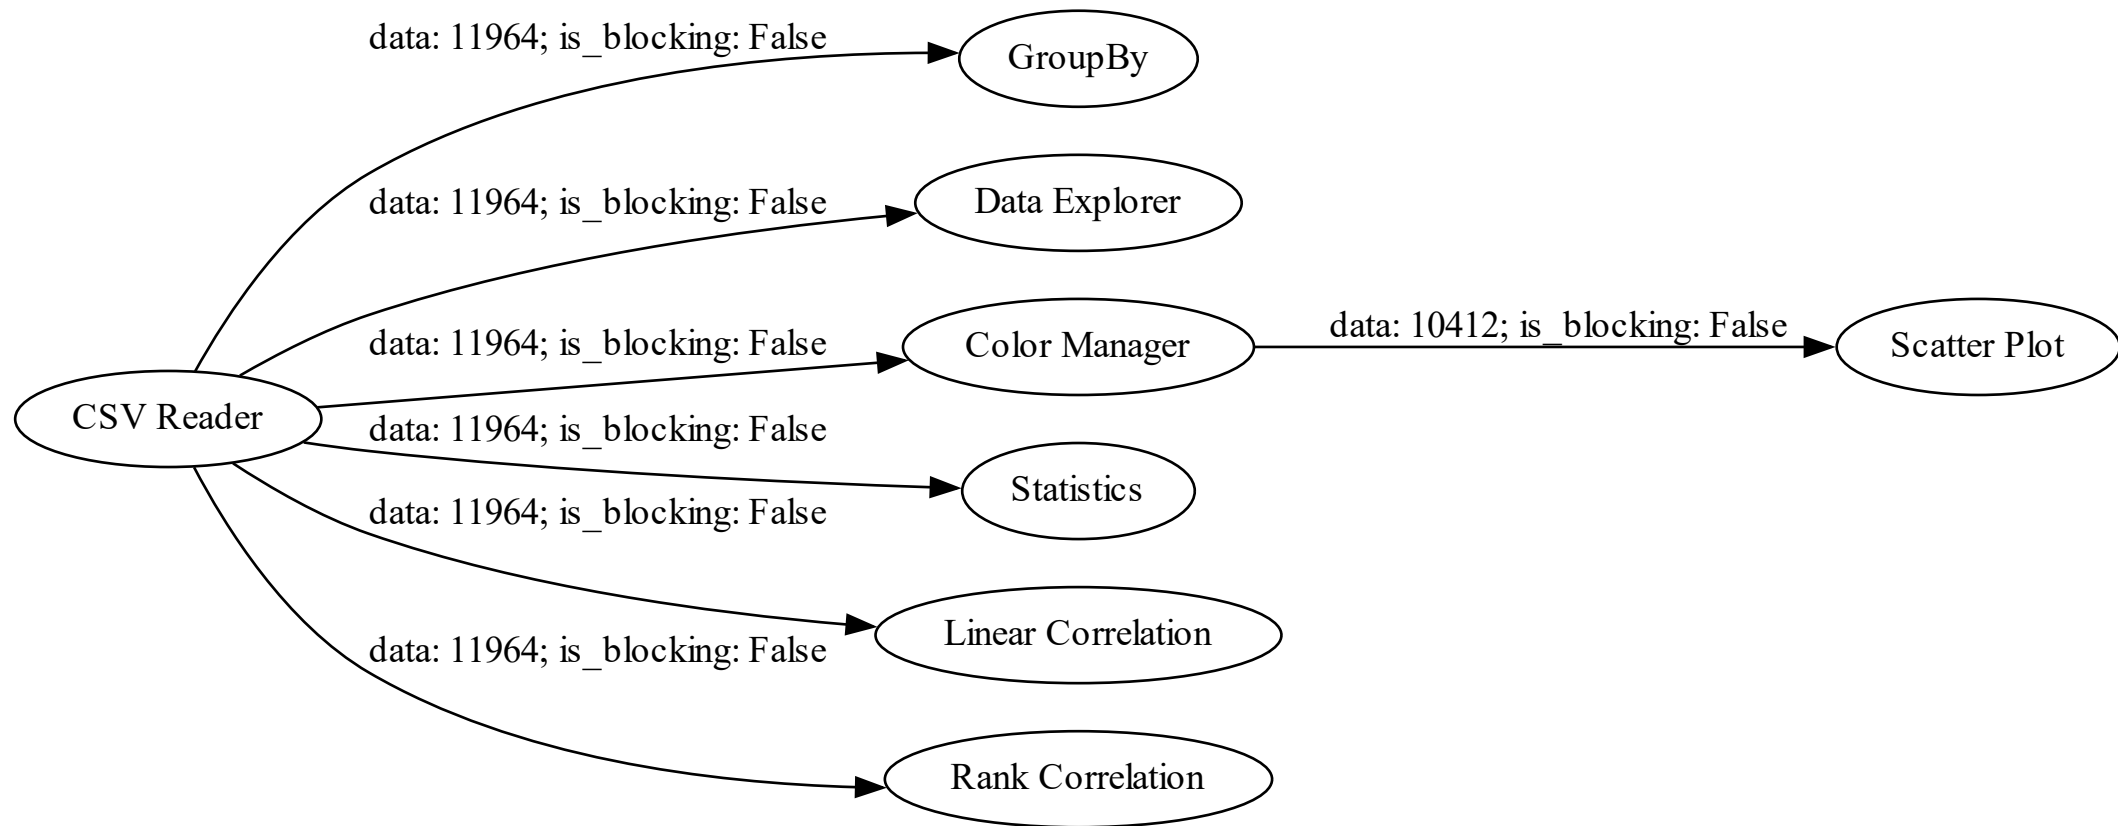 data: 11964; is_blocking: False
GroupBy
data: 11964; is_blocking: False
Data Explorer
data: 11964; is_blocking: False
Color Manager
data: 10412; is_blocking: False
Scatter Plot
CSV Reader
data: 11964; is_blocking: False
Statistics
data: 11964; is_blocking: False
Linear Correlation
data: 11964; is_blocking: False
Rank Correlation